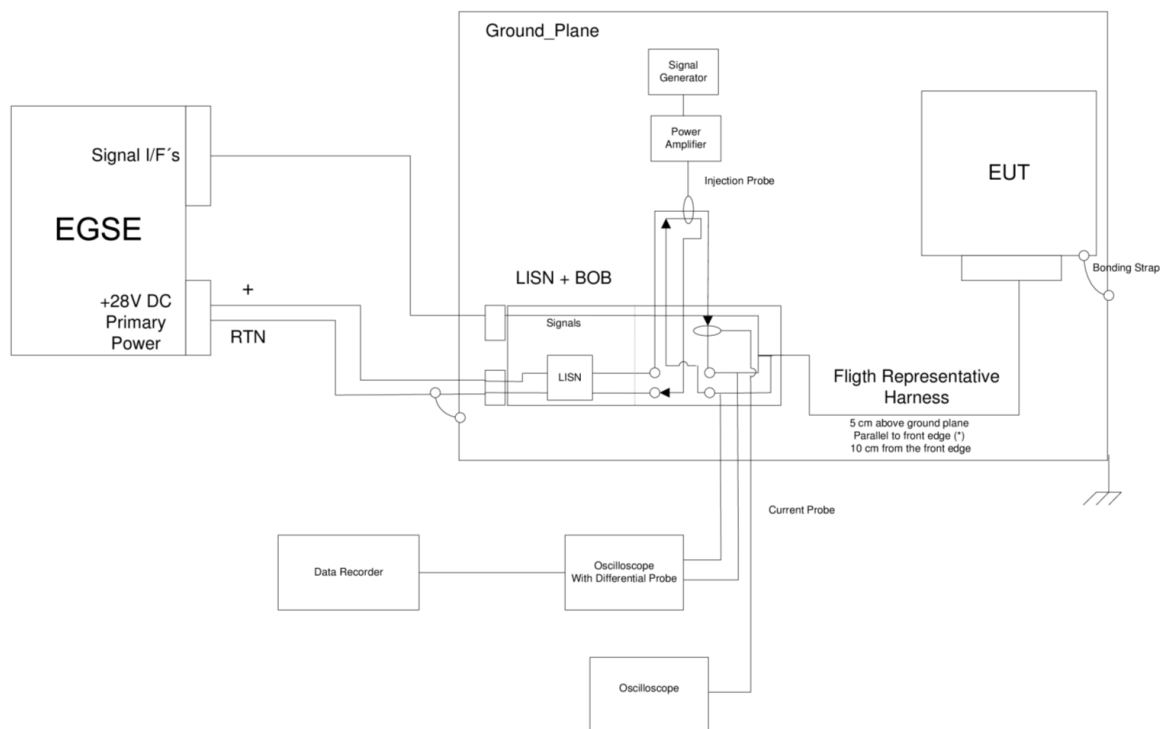 Ground_Plane
Signal
Generator
Power
Amplifier
Injection Probe
EUT
Bonding Strap
Signal I/F´s
EGSE
+28V DC
Primary
Power
+
RTN
LISN + BOB
Signals
LISN
Fligth Representative
Harness
5 cm above ground plane
Parallel to front edge (*)
10 cm from the front edge
Current Probe
Data Recorder
Oscilloscope
With Differential Probe
Oscilloscope